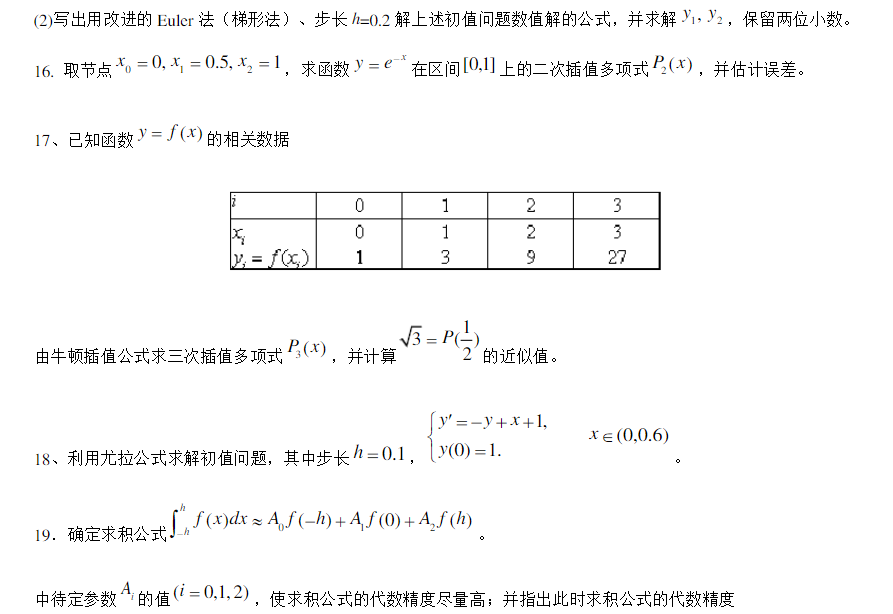 (2)写出用改进的 Euler 法（梯形法）、步长 h=0.2 解上述初值问题数值解的公式，并求解 y₁, y₂，保留两位小数。
16. 取节点 x₀ = 0, x₁ = 0.5, x₂ = 1，求函数 y = e⁻ˣ 在区间[0,1] 上的二次插值多项式 P₂(x)，并估计误差。
17、已知函数 y = f(x) 的相关数据
i 0 1 2 3
xᵢ 0 1 2 3
yᵢ = f(xᵢ) 1 3 9 27
由牛顿插值公式求三次插值多项式 P₃(x)，并计算 √3 = P(1/2) 的近似值。
18、利用尤拉公式求解初值问题，其中步长 h = 0.1，{ y′ = −y + x + 1, y(0) = 1. x ∈ (0,0.6) 。
19．确定求积公式 ∫₋ₕʰ f(x)dx ≈ A₀f(−h) + A₁f(0) + A₂f(h) 。
中待定参数 Aᵢ 的值 (i = 0,1,2)，使求积公式的代数精度尽量高；并指出此时求积公式的代数精度